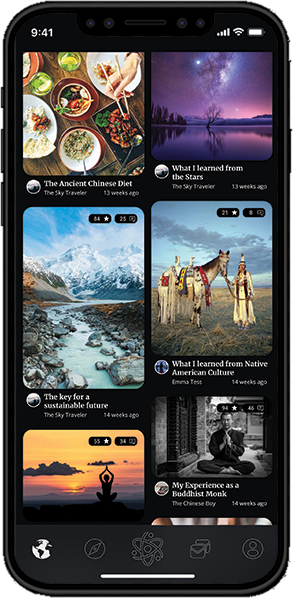 9:41
The Ancient Chinese Diet
The Sky Traveler 13 weeks ago
What I learned from
the Stars
The Sky Traveler 13 weeks ago
84 25
The key for a
sustainable future
The Sky Traveler 14 weeks ago
21 8
What I learned from Native
American Culture
Emma Test 14 weeks ago
55 34
94 46
My Experience as a
Buddhist Monk
The Chinese Boy 14 weeks ago